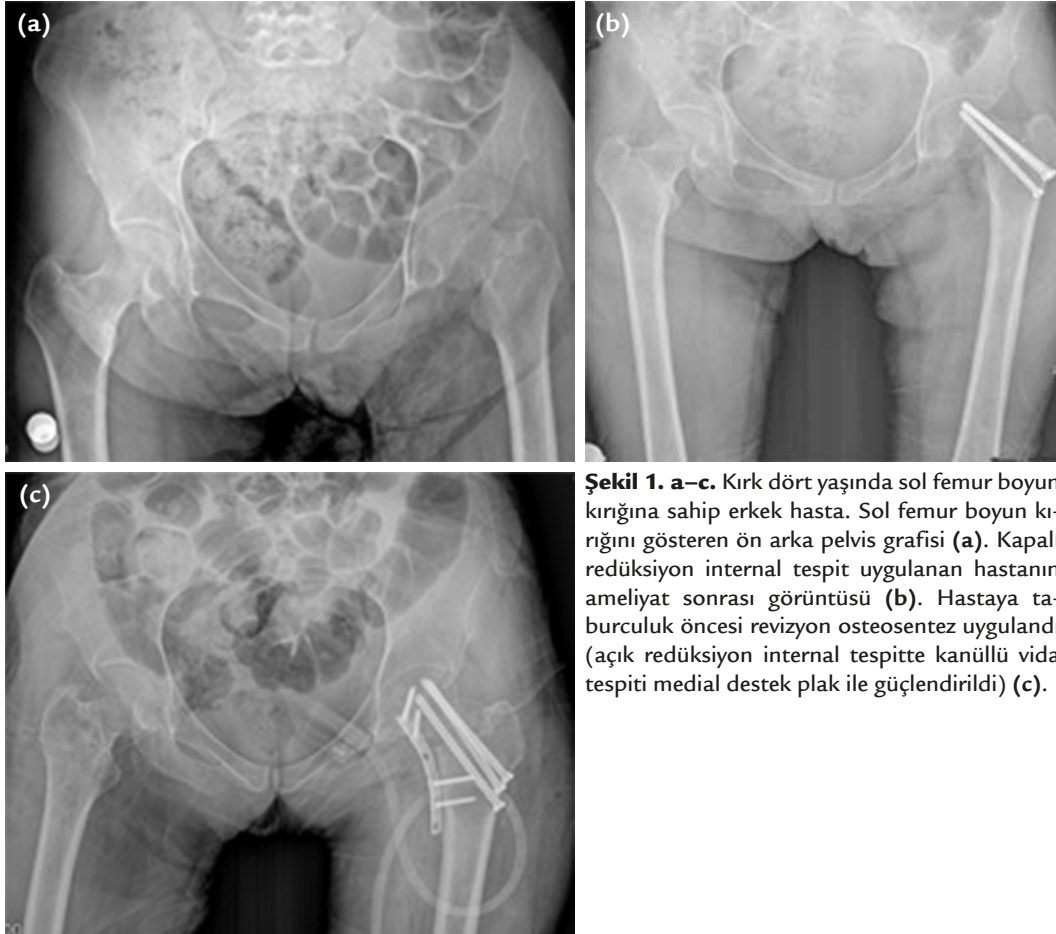 (a)
(b)
(c)
Şekil 1. a–c. Kırk dört yaşında sol femur boyun
kırığına sahip erkek hasta. Sol femur boyun kı-
rığını gösteren ön arka pelvis grafisi (a). Kapalı
redüksiyon internal tespit uygulanan hastanın
ameliyat sonrası görüntüsü (b). Hastaya ta-
burculuk öncesi revizyon osteosentez uygulandı
(açık redüksiyon internal tespitte kanüllü vida
tespiti medial destek plak ile güçlendirildi) (c).